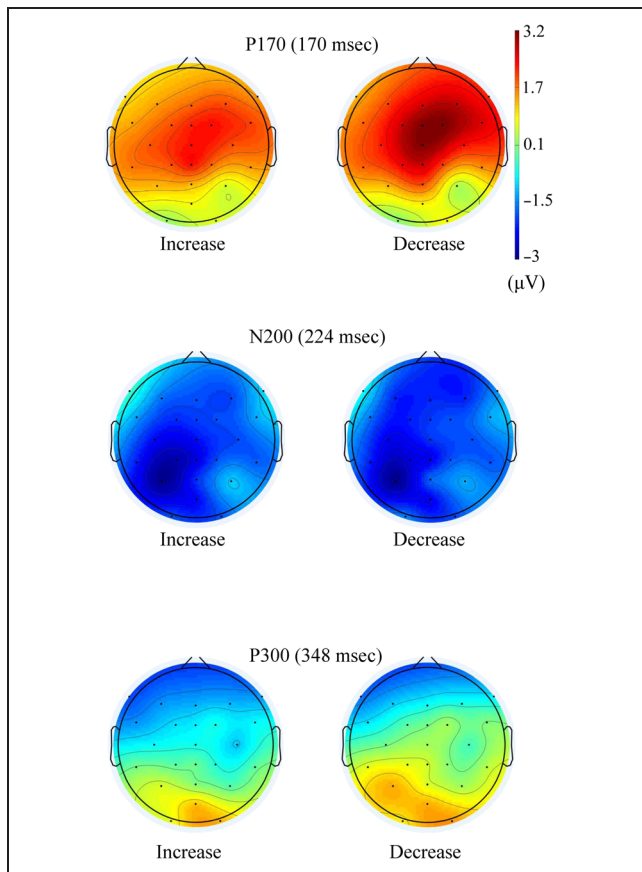 P170 (170 msec)
3.2
1.7
0.1
−1.5
−3
(μV)
Increase
Decrease
N200 (224 msec)
Increase
Decrease
P300 (348 msec)
Increase
Decrease